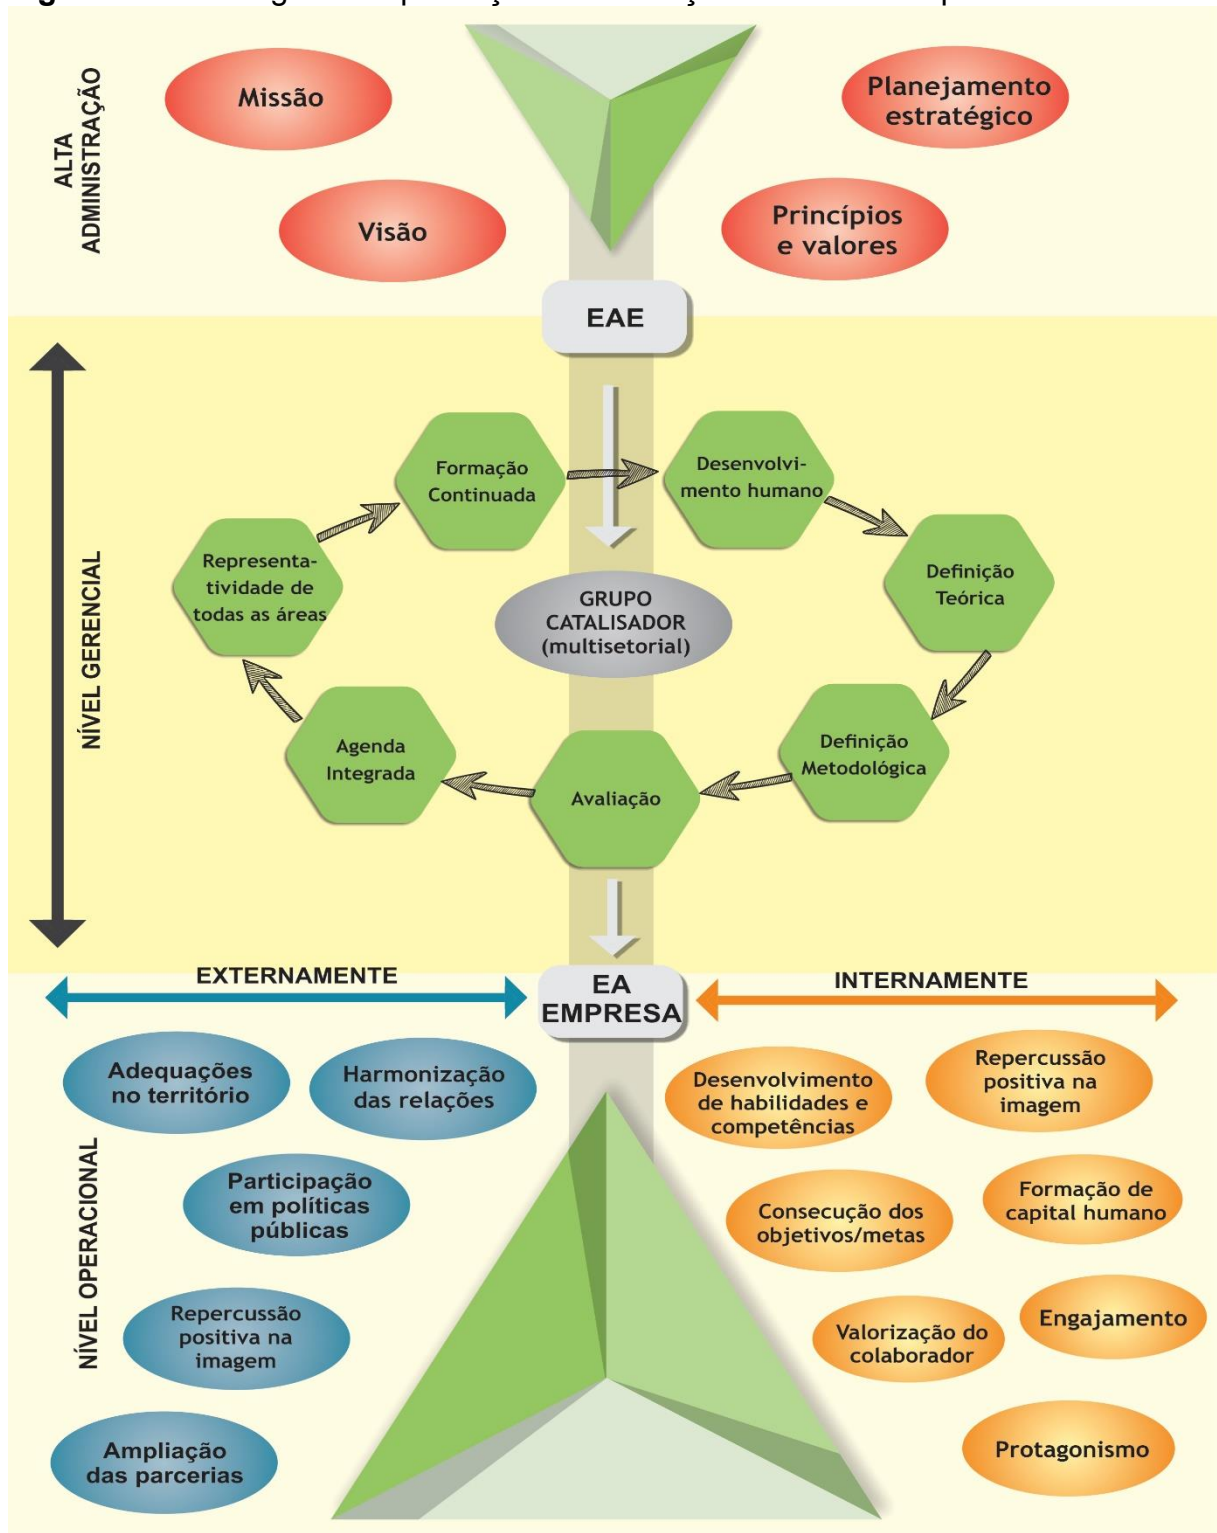 ALTA
ADMINISTRAÇÃO
Missão
Planejamento
estratégico
Visão
Princípios
e valores
EAE
NÍVEL GERENCIAL
Formação
Continuada
Desenvolvi-
mento humano
Representa-
tividade de
todas as áreas
Definição
Teórica
GRUPO
CATALISADOR
(multisetorial)
Agenda
Integrada
Definição
Metodológica
Avaliação
EXTERNAMENTE
EA
EMPRESA
INTERNAMENTE
NÍVEL OPERACIONAL
Adequações
no território
Harmonização
das relações
Participação
em políticas
públicas
Repercussão
positiva na
imagem
Ampliação
das parcerias
Desenvolvimento
de habilidades e
competências
Repercussão
positiva na
imagem
Consecução dos
objetivos/metas
Formação de
capital humano
Valorização do
colaborador
Engajamento
Protagonismo